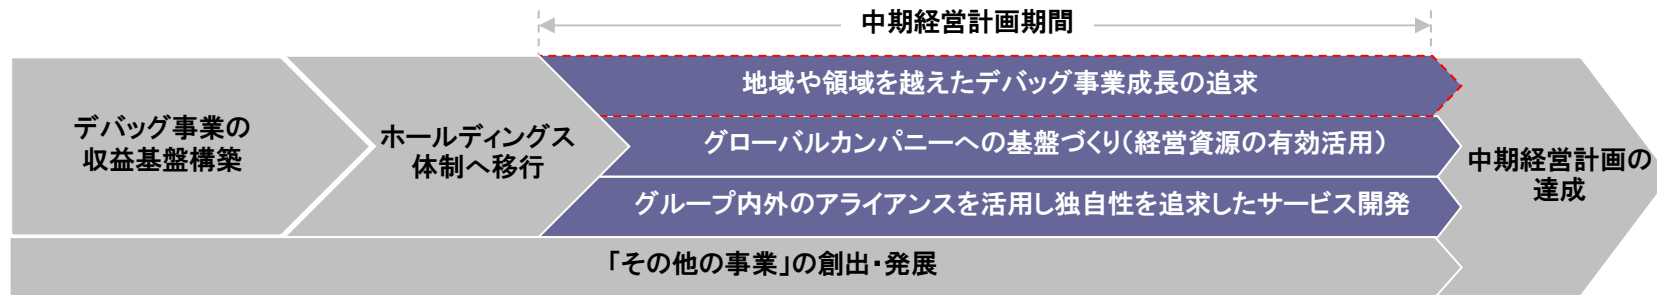 中期経営計画期間
デバッグ事業の
収益基盤構築
ホールディングス
体制へ移行
地域や領域を越えたデバッグ事業成長の追求
グローバルカンパニーへの基盤づくり（経営資源の有効活用）
グループ内外のアライアンスを活用し独自性を追求したサービス開発
中期経営計画の
達成
「その他の事業」の創出・発展